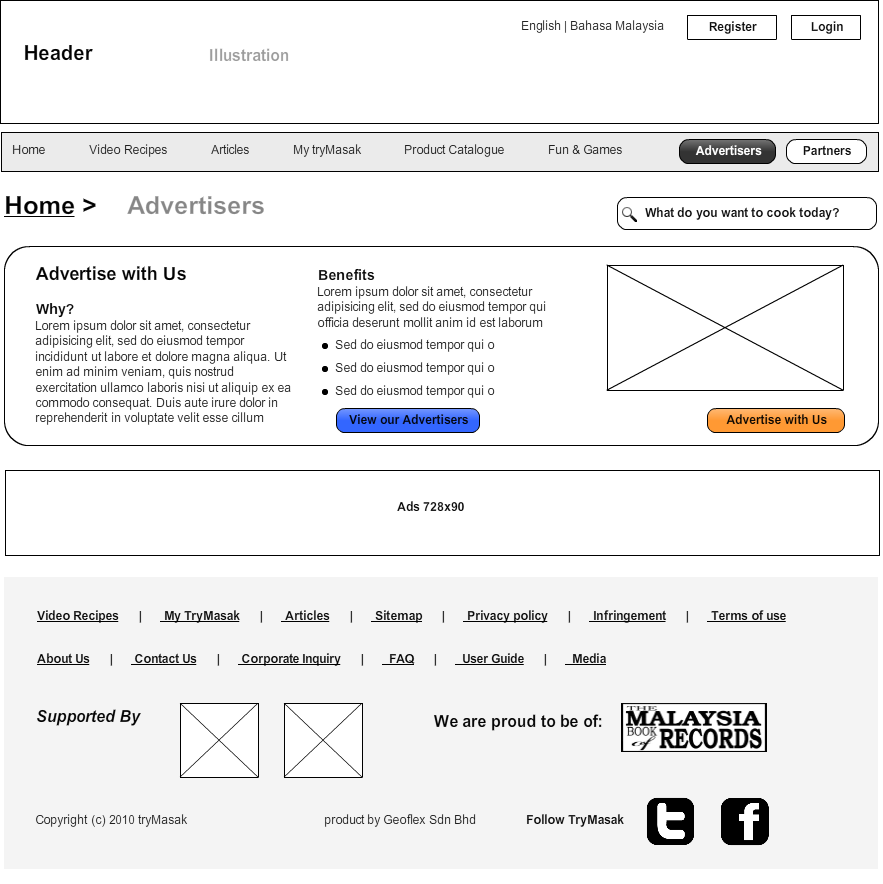 English | Bahasa Malaysia
Register
Login
Header
Illustration
Home
Video Recipes
Articles
My tryMasak
Product Catalogue
Fun & Games
Advertisers
Partners
Home >
Advertisers
What do you want to cook today?
Advertise with Us
Why?
Lorem ipsum dolor sit amet, consectetur
adipisicing elit, sed do eiusmod tempor
incididunt ut labore et dolore magna aliqua. Ut
enim ad minim veniam, quis nostrud
exercitation ullamco laboris nisi ut aliquip ex ea
commodo consequat. Duis aute irure dolor in
reprehenderit in voluptate velit esse cillum
Benefits
Lorem ipsum dolor sit amet, consectetur
adipisicing elit, sed do eiusmod tempor qui
officia deserunt mollit anim id est laborum
Sed do eiusmod tempor qui o
Sed do eiusmod tempor qui o
Sed do eiusmod tempor qui o
View our Advertisers
Advertise with Us
Ads 728x90
Video Recipes | My TryMasak | Articles | Sitemap | Privacy policy | Infringement | Terms of use
About Us | Contact Us | Corporate Inquiry | FAQ | User Guide | Media
Supported By
We are proud to be of:
THE
MALAYSIA
BOOK
of RECORDS
Copyright (c) 2010 tryMasak
product by Geoflex Sdn Bhd
Follow TryMasak
t
f